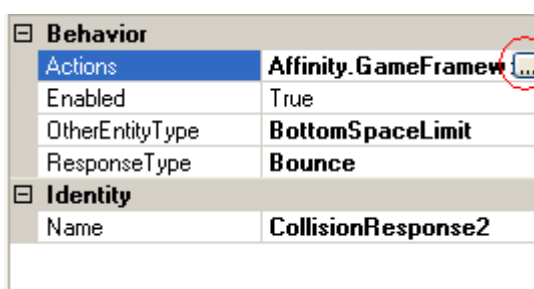 Behavior
Actions Affinity.GameFramew ...
Enabled True
OtherEntityType BottomSpaceLimit
ResponseType Bounce
Identity
Name CollisionResponse2